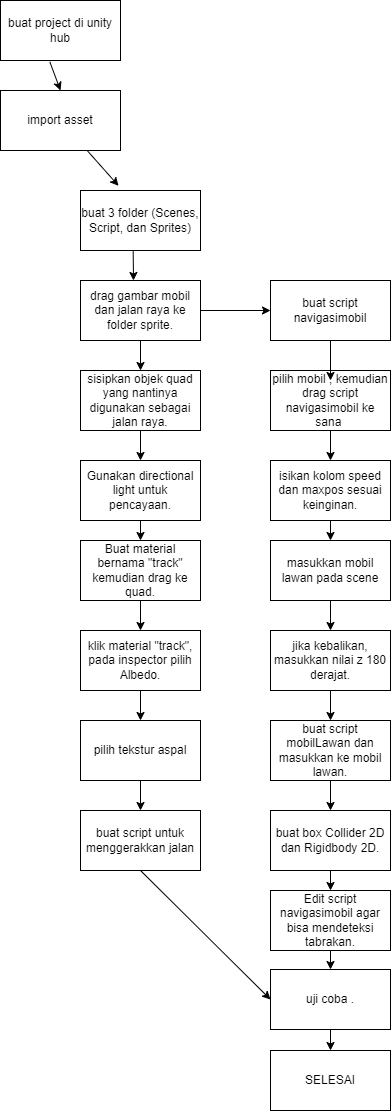 buat project di unity
hub
import asset
buat 3 folder (Scenes,
Script, dan Sprites)
drag gambar mobil
dan jalan raya ke
folder sprite.
sisipkan objek quad
yang nantinya
digunakan sebagai
jalan raya.
Gunakan directional
light untuk
pencayaan.
Buat material
bernama "track"
kemudian drag ke
quad.
klik material "track",
pada inspector pilih
Albedo.
pilih tekstur aspal
buat script untuk
menggerakkan jalan
buat script
navigasimobil
pilih mobil , kemudian
drag script
navigasimobil ke
sana
isikan kolom speed
dan maxpos sesuai
keinginan.
masukkan mobil
lawan pada scene
jika kebalikan,
masukkan nilai z 180
derajat.
buat script
mobilLawan dan
masukkan ke mobil
lawan.
buat box Collider 2D
dan Rigidbody 2D.
Edit script
navigasimobil agar
bisa mendeteksi
tabrakan.
uji coba .
SELESAI